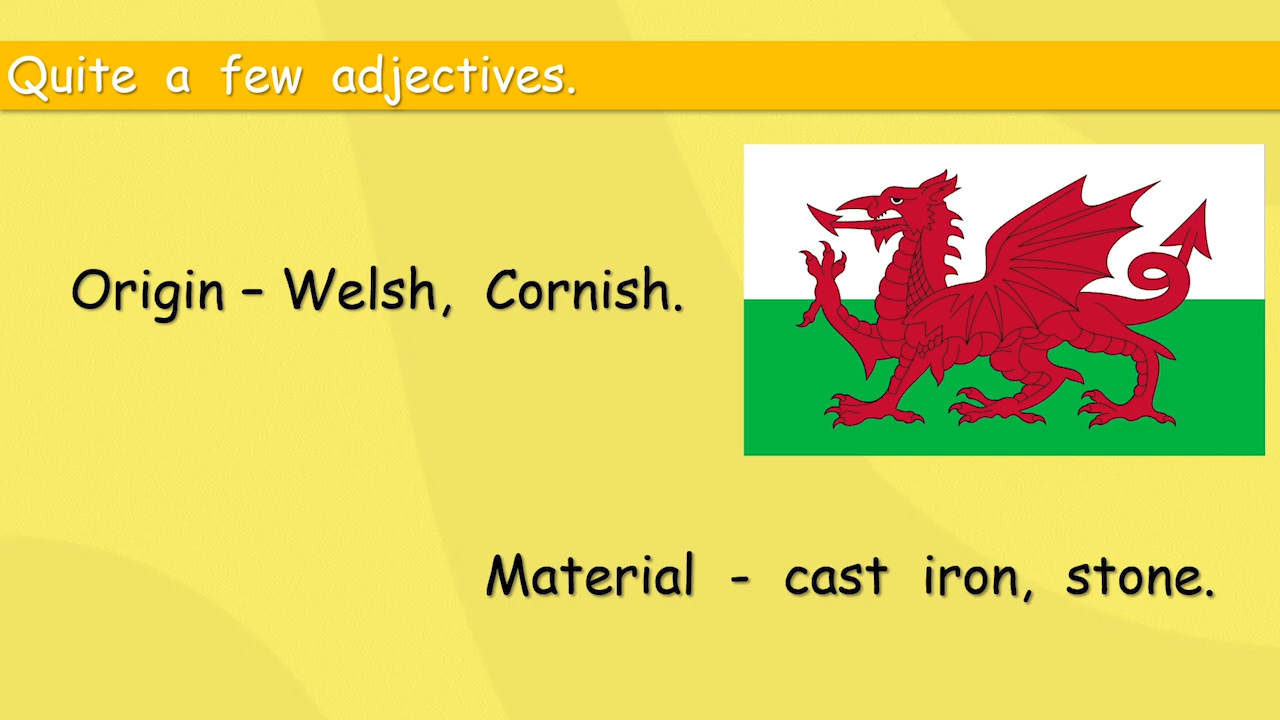 Quite a few adjectives.
Origin – Welsh, Cornish.
Material - cast iron, stone.